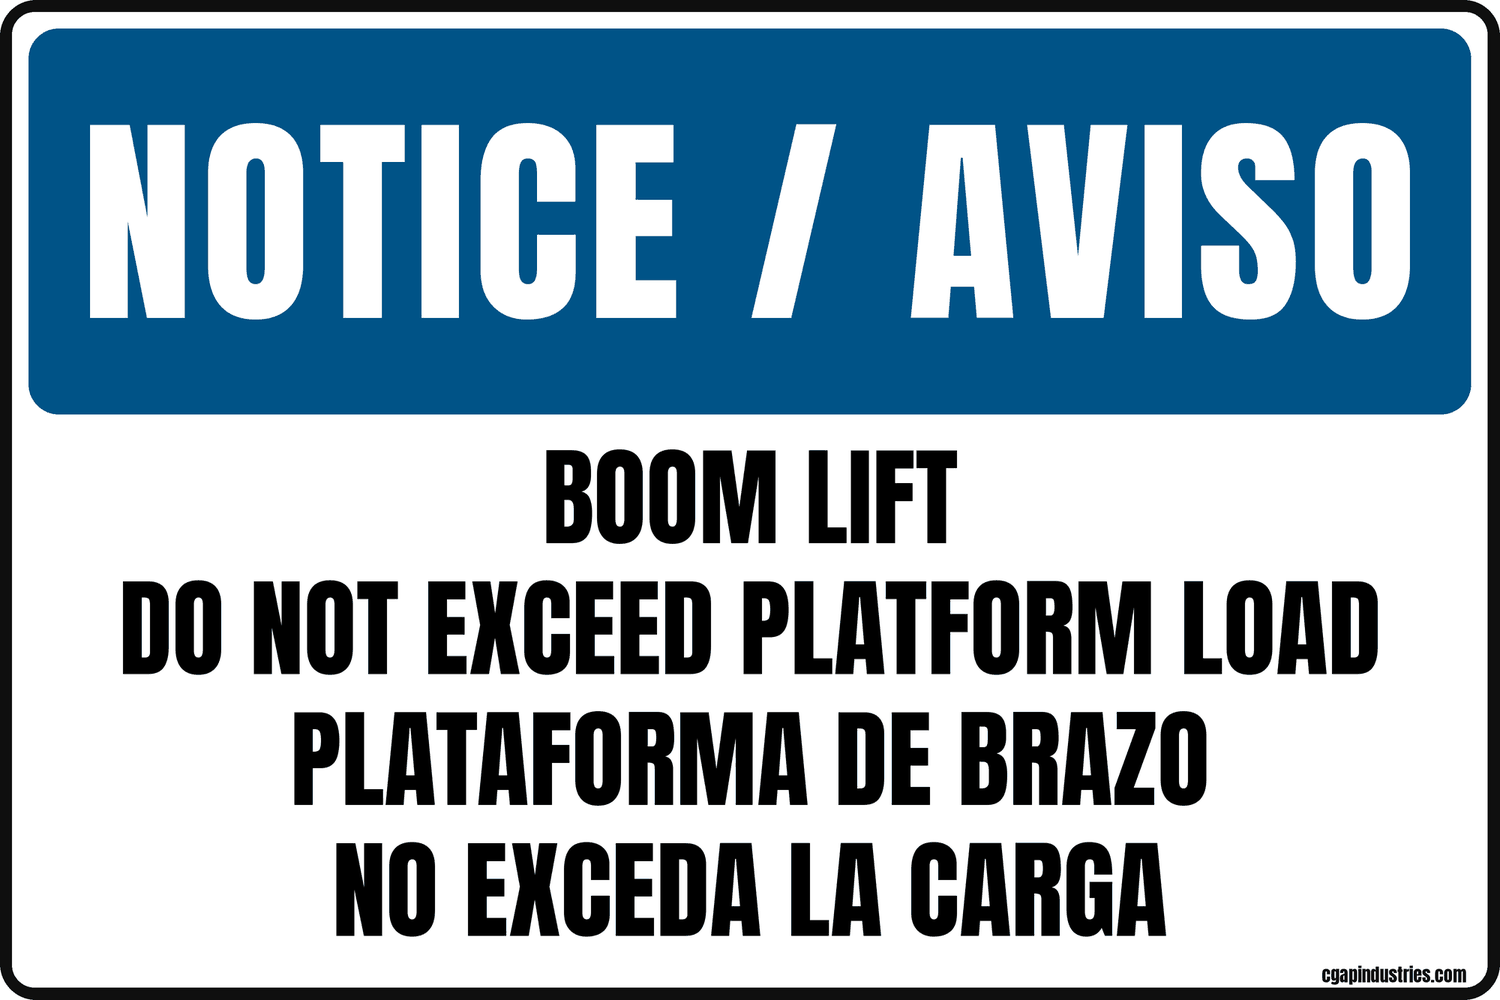 NOTICE / AVISO
BOOM LIFT
DO NOT EXCEED PLATFORM LOAD
PLATAFORMA DE BRAZO
NO EXCEDA LA CARGA
cgapindustries.com